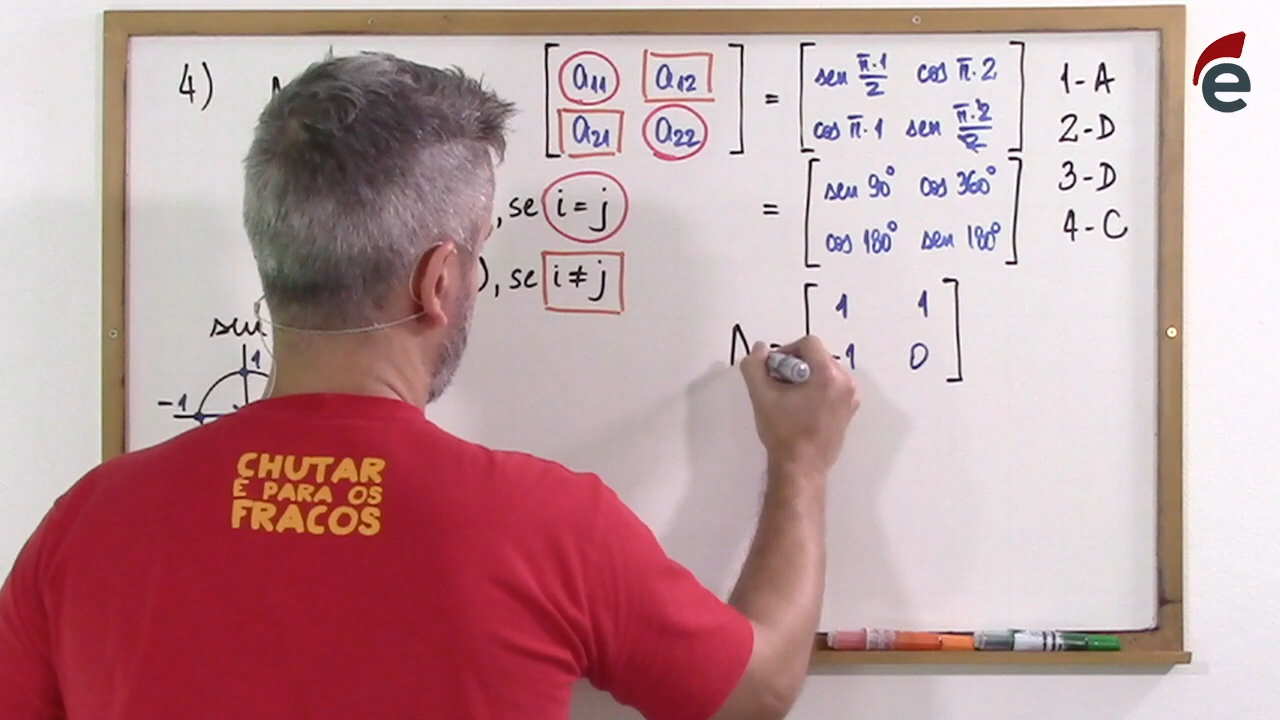 4)
[a11 a12
a21 a22] = [sen π·1/2 cos π·2
cos π·1 sen π·2/2]
= [sen 90° cos 360°
cos 180° sen 180°]
, se i = j
), se i ≠ j
[1 1
-1 0]
1-A
2-D
3-D
4-C
sen
1
-1
CHUTAR
É PARA OS
FRACOS
e